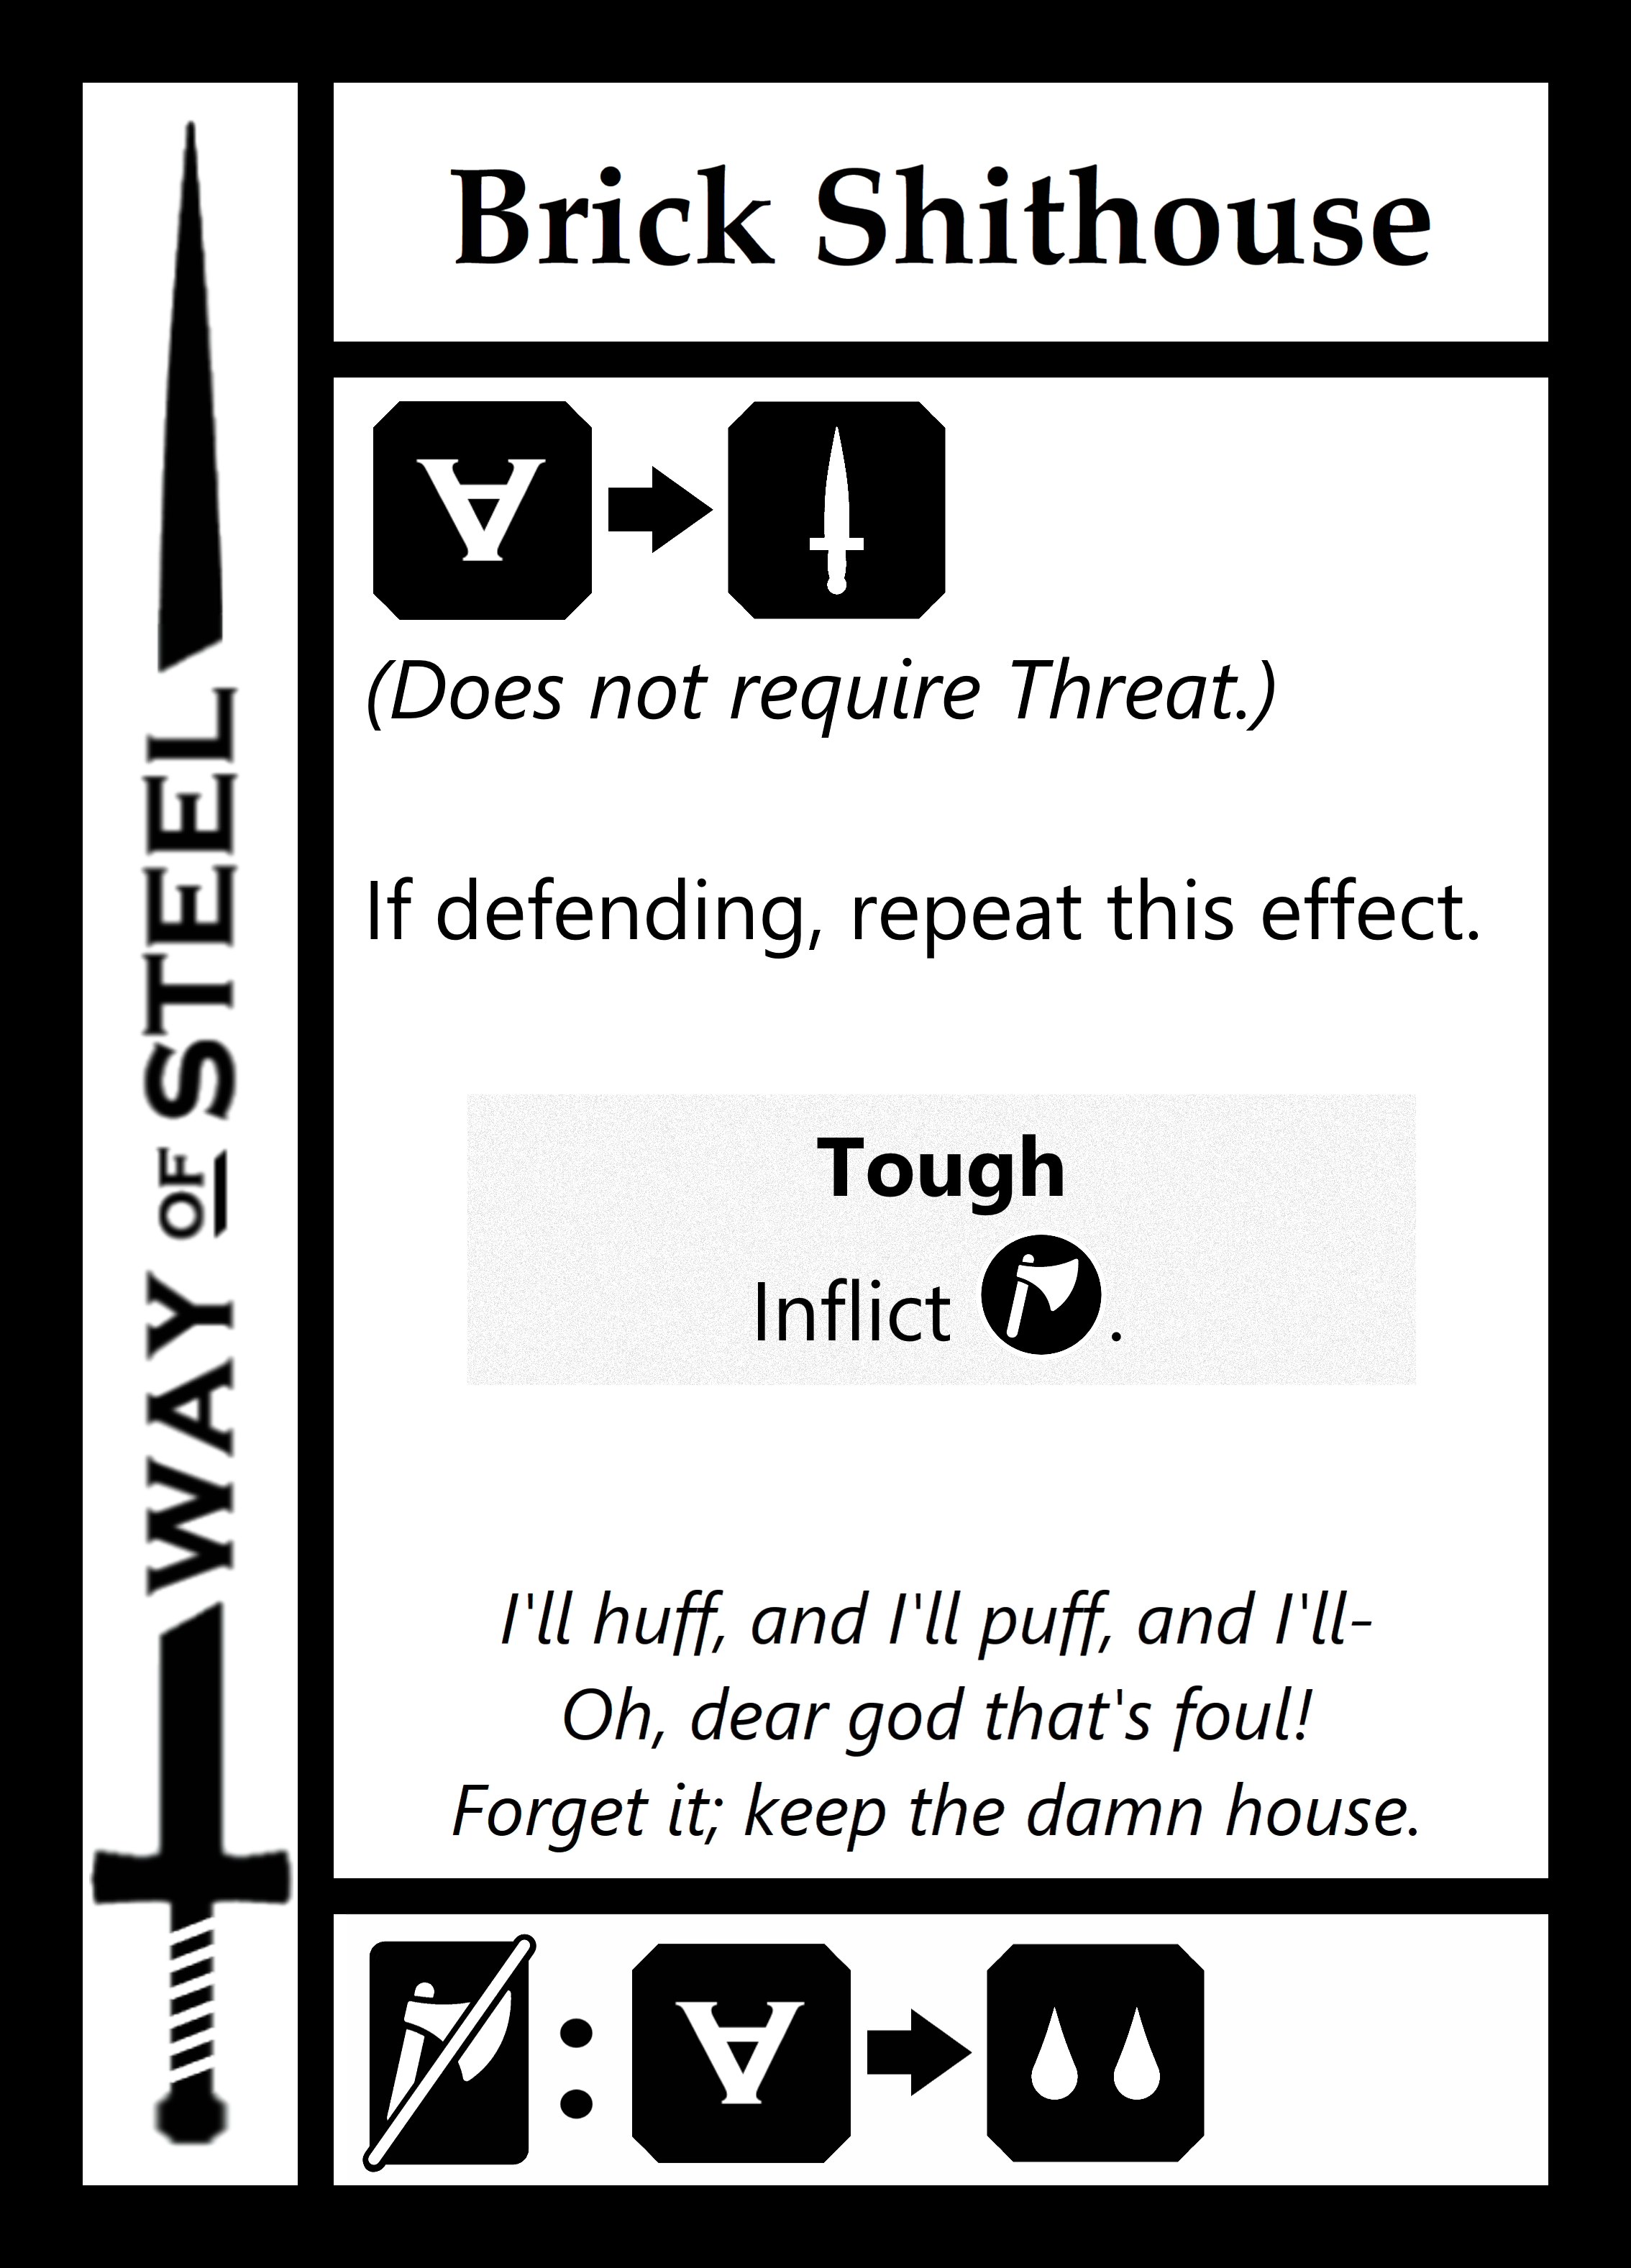 WAY OF STEEL
Brick Shithouse
∀
(Does not require Threat.)
If defending, repeat this effect.
Tough
Inflict .
I'll huff, and I'll puff, and I'll-
Oh, dear god that's foul!
Forget it; keep the damn house.
: ∀